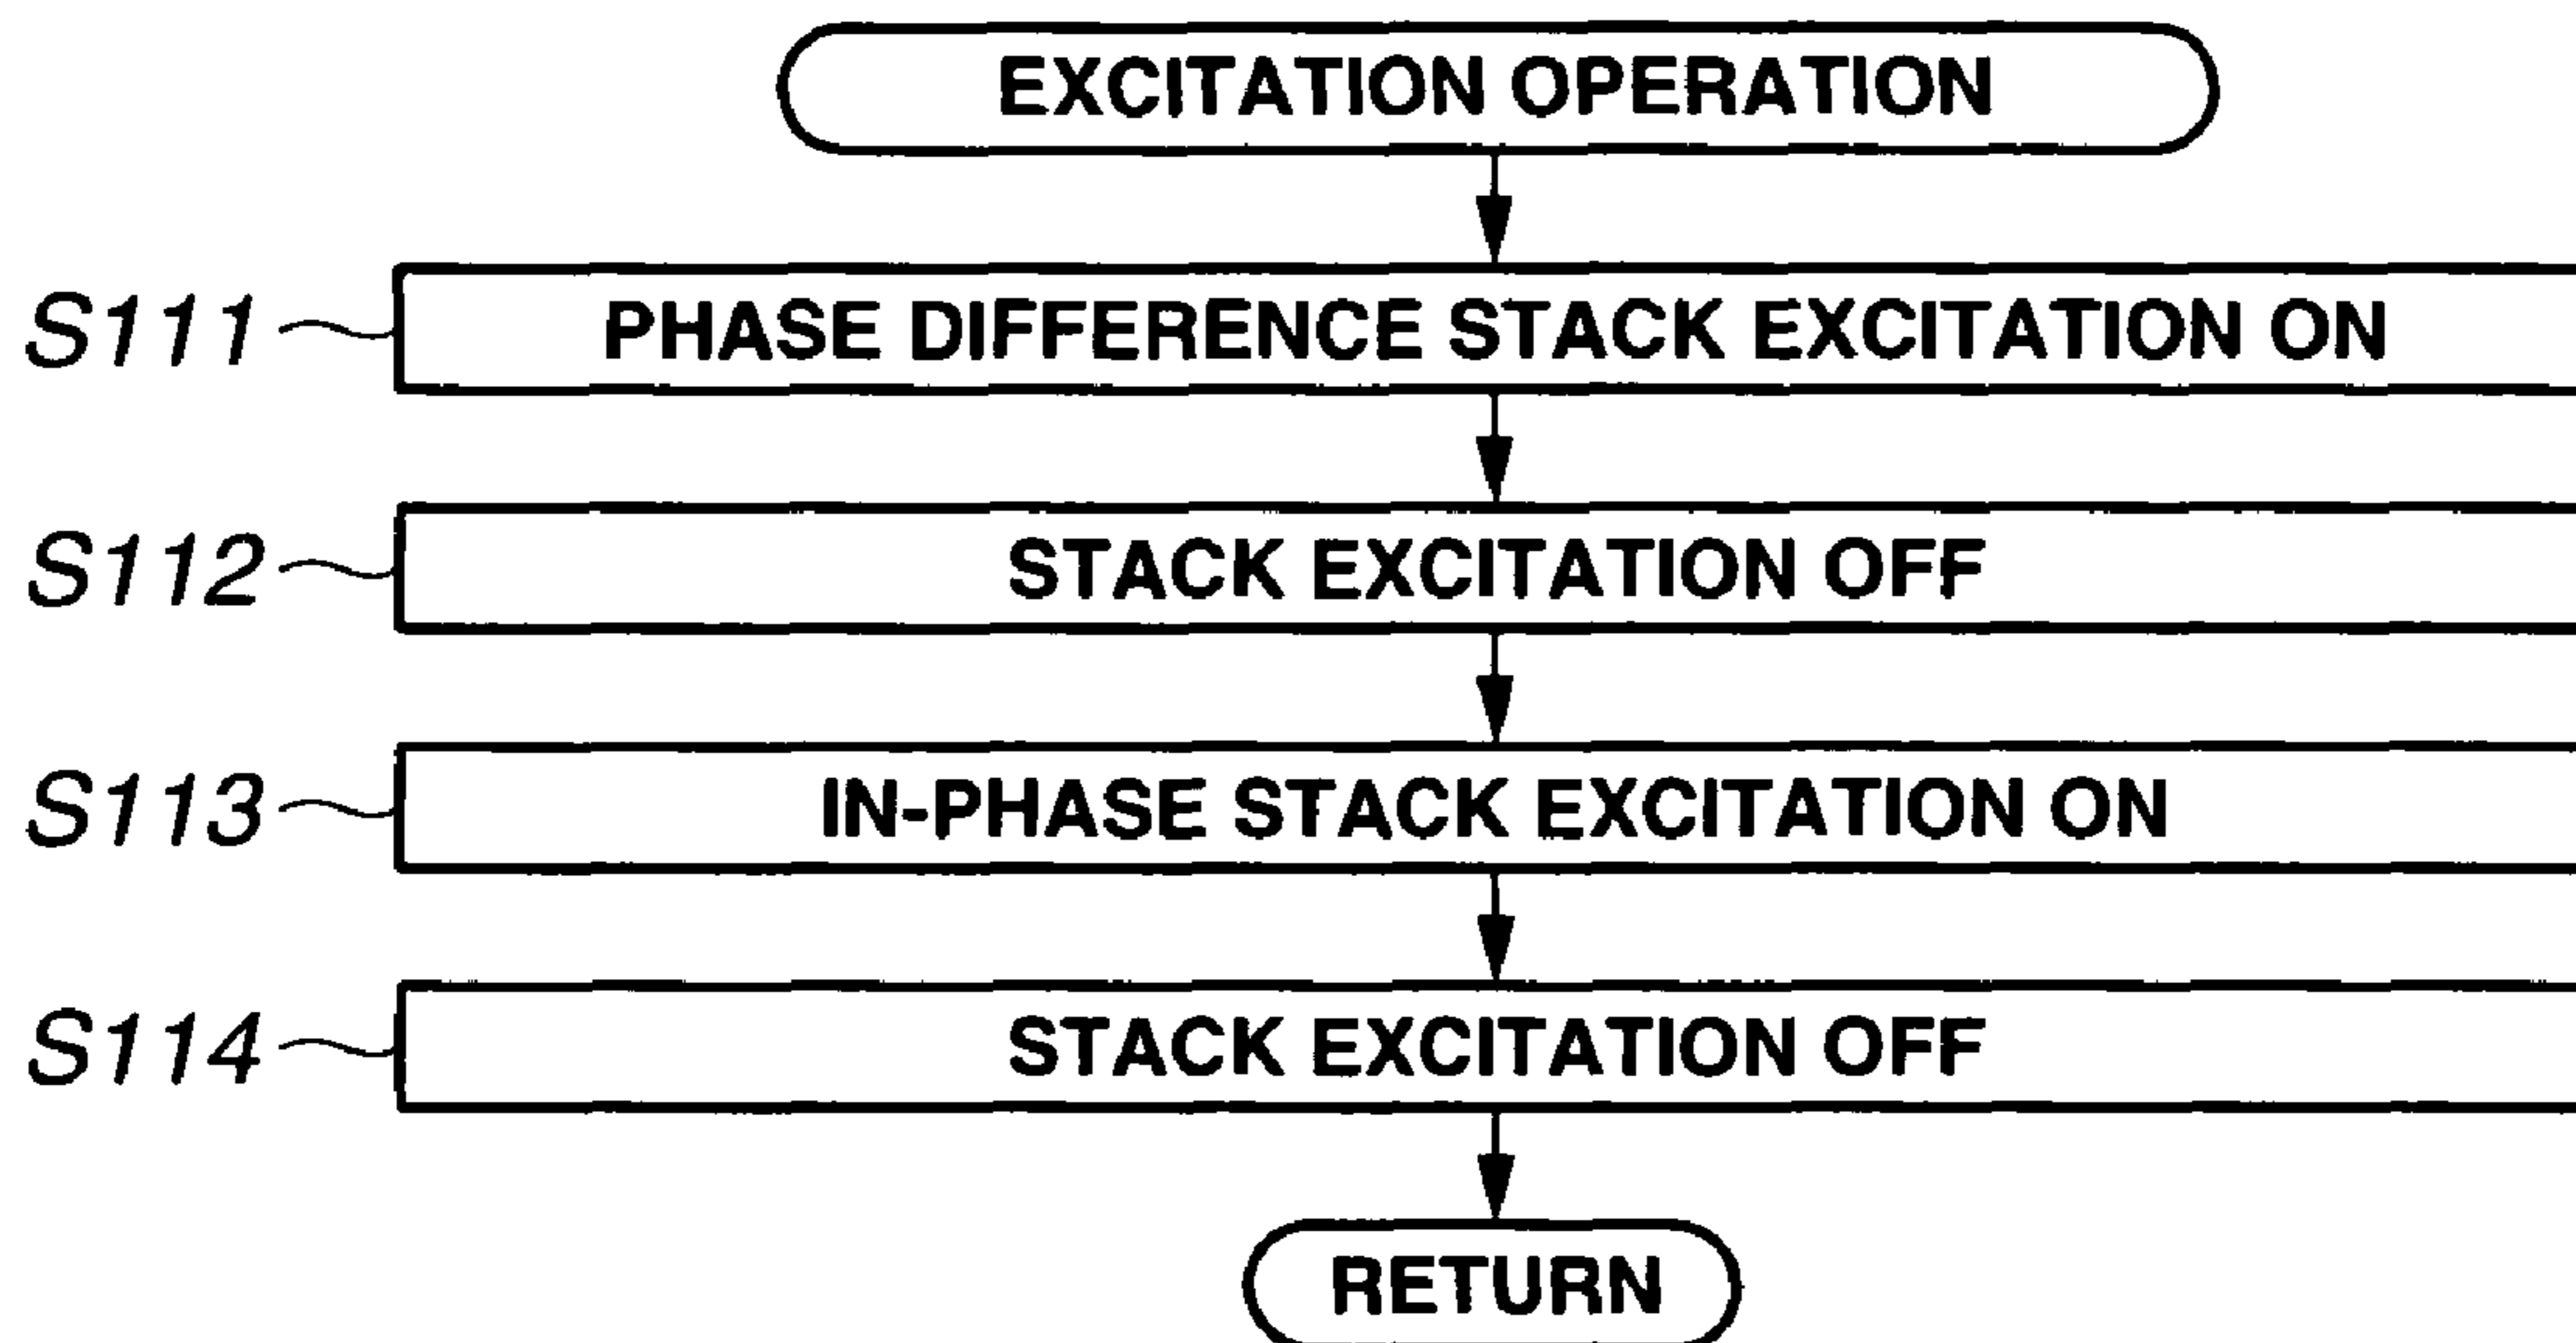 EXCITATION OPERATION
S111 PHASE DIFFERENCE STACK EXCITATION ON
S112 STACK EXCITATION OFF
S113 IN-PHASE STACK EXCITATION ON
S114 STACK EXCITATION OFF
RETURN